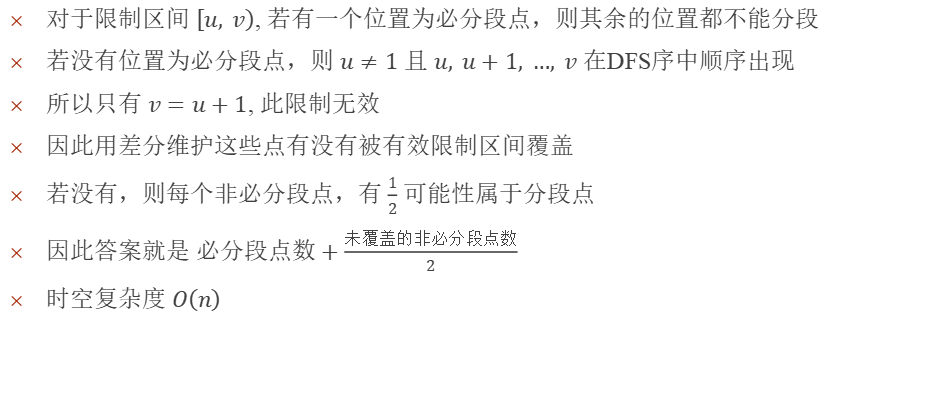 × 对于限制区间 [u, v), 若有一个位置为必分段点，则其余的位置都不能分段
× 若没有位置为必分段点，则 u ≠ 1 且 u, u + 1, …, v 在DFS序中顺序出现
× 所以只有 v = u + 1, 此限制无效
× 因此用差分维护这些点有没有被有效限制区间覆盖
× 若没有，则每个非必分段点，有 1/2 可能性属于分段点
× 因此答案就是 必分段点数 + 未覆盖的非必分段点数/2
× 时空复杂度 O(n)